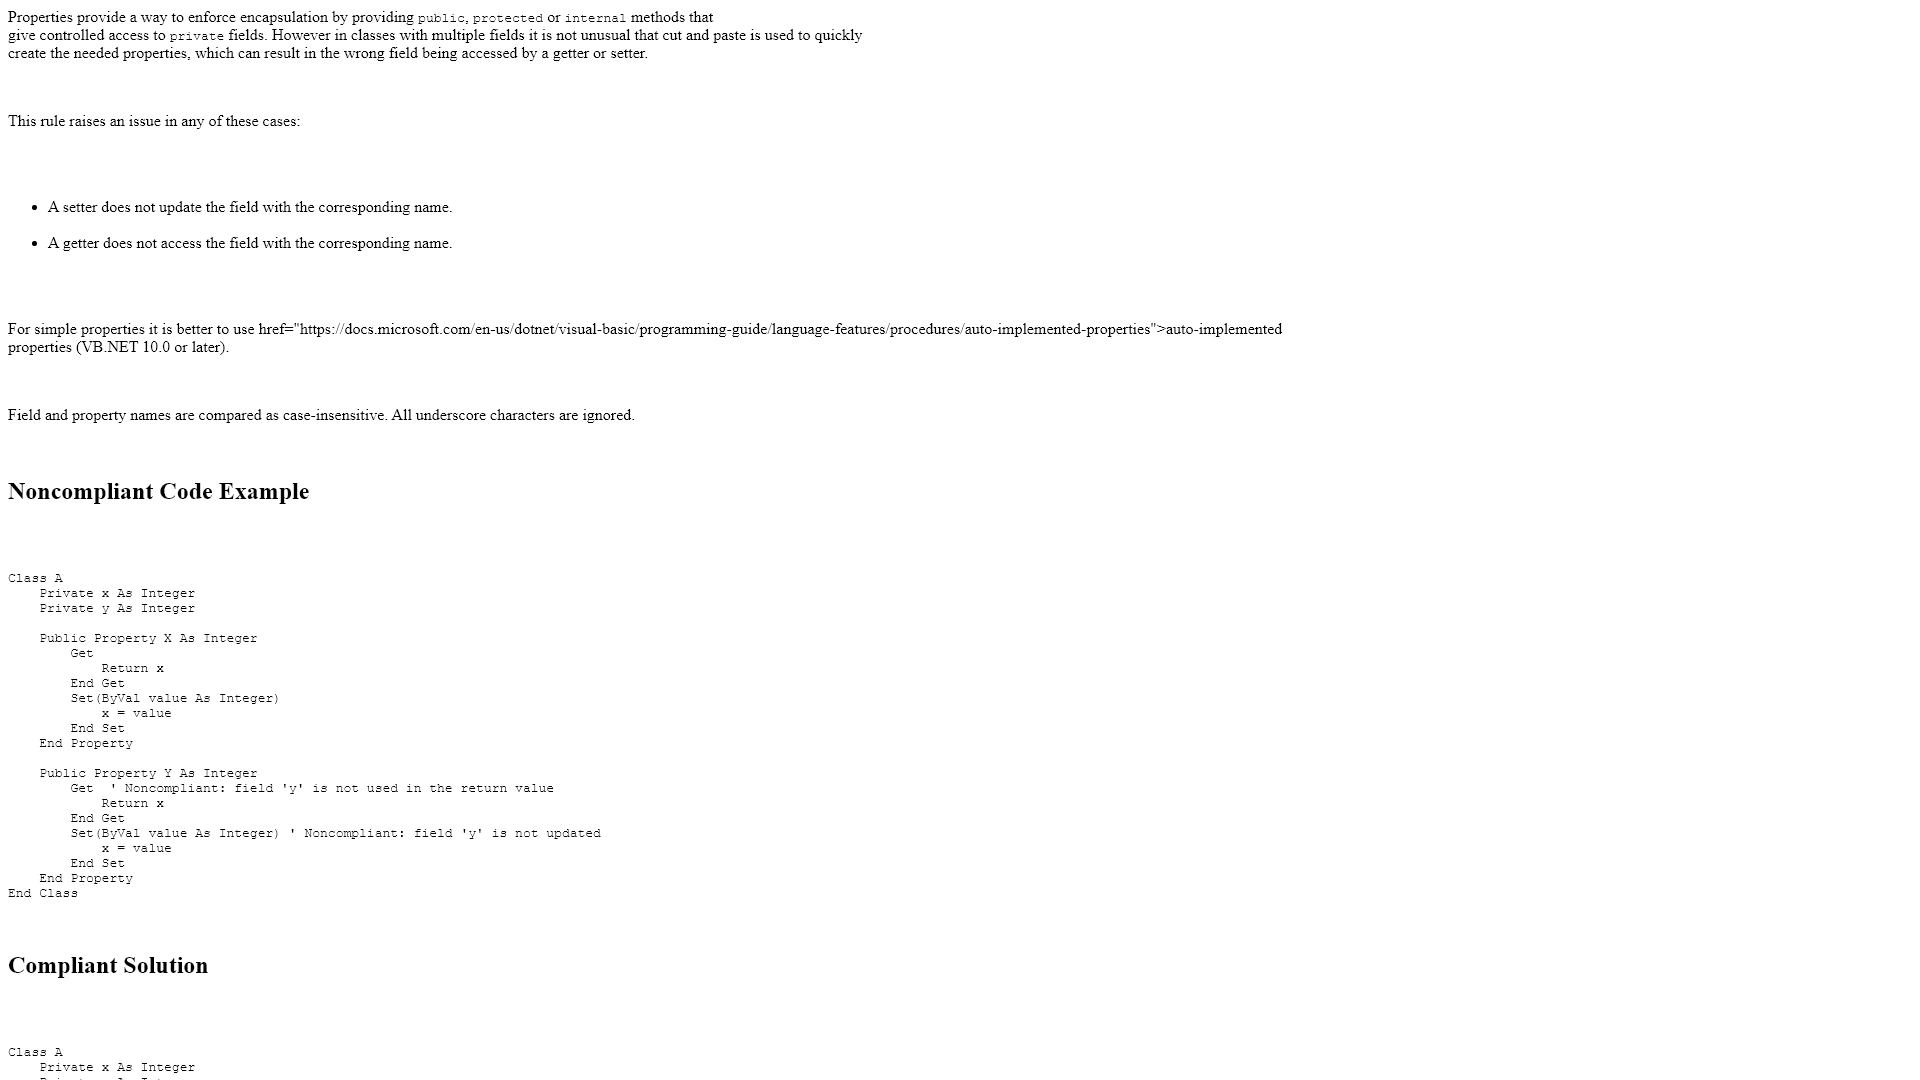 Properties provide a way to enforce encapsulation by providing public, protected or internal methods that
give controlled access to private fields. However in classes with multiple fields it is not unusual that cut and paste is used to quickly
create the needed properties, which can result in the wrong field being accessed by a getter or setter.
This rule raises an issue in any of these cases:
• A setter does not update the field with the corresponding name.
• A getter does not access the field with the corresponding name.
For simple properties it is better to use href="https://docs.microsoft.com/en-us/dotnet/visual-basic/programming-guide/language-features/procedures/auto-implemented-properties">auto-implemented
properties (VB.NET 10.0 or later).
Field and property names are compared as case-insensitive. All underscore characters are ignored.
Noncompliant Code Example
Class A
    Private x As Integer
    Private y As Integer
    Public Property X As Integer
        Get
            Return x
        End Get
        Set(ByVal value As Integer)
            x = value
        End Set
    End Property
    Public Property Y As Integer
        Get  ' Noncompliant: field 'y' is not used in the return value
            Return x
        End Get
        Set(ByVal value As Integer) ' Noncompliant: field 'y' is not updated
            x = value
        End Set
    End Property
End Class
Compliant Solution
Class A
    Private x As Integer